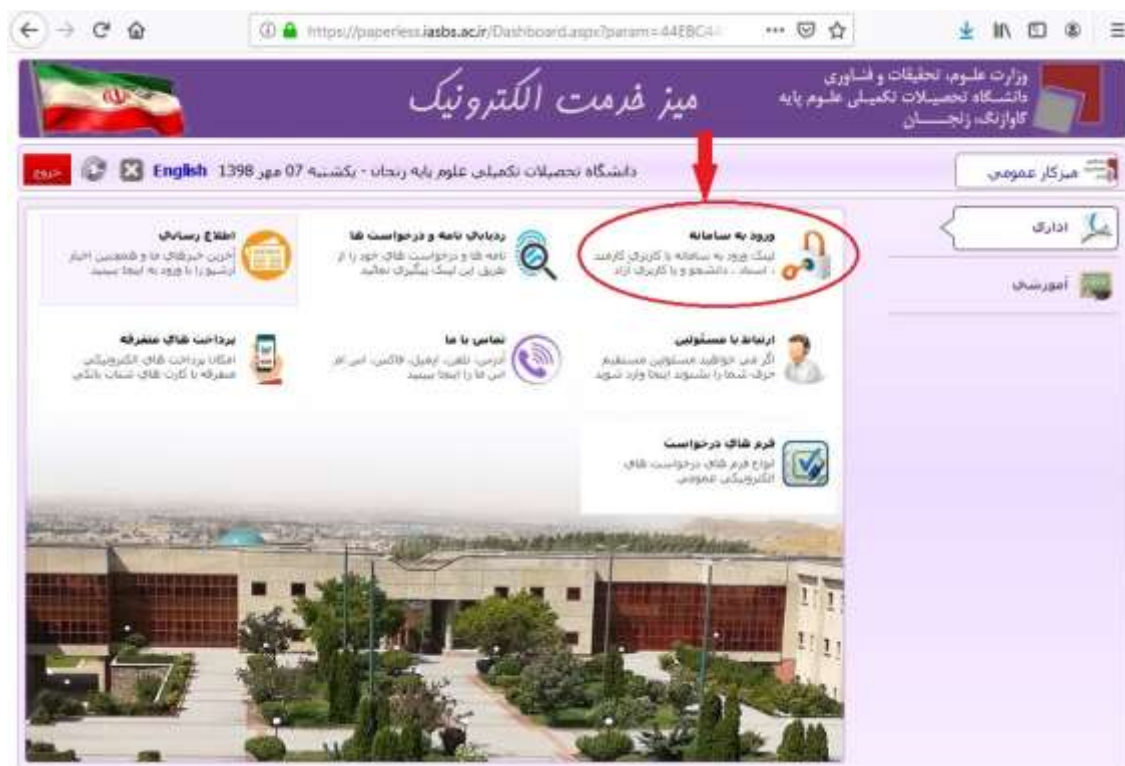 https://paperless.iasbs.ac.ir/Dashboard.aspx?param=44EBC4
وزارت علوم، تحقیقات و فناوری
دانشگاه تحصیلات تکمیلی علوم پایه
گاوازنگ، زنجان
میز خدمت الکترونیک
میزکار عمومی
دانشگاه تحصیلات تکمیلی علوم پایه زنجان - یکشنبه 07 مهر 1398
English
خروج
اداری
آموزشی
ورود به سامانه
لینک ورود به سامانه با کاربری کارمند
، استاد ، دانشجو و یا کاربری آزاد
ردیابی نامه و درخواست ها
نامه ها و درخواست های خود را از
طریق این لینک پیگیری نمائید
اطلاع رسانی
آخرین خبرهای ما و همچنین اخبار
آرشیو را با ورود به اینجا ببینید
ارتباط با مسئولین
اگر می خواهید مسئولین مستقیم
حرف شما را بشنوند اینجا وارد شوید
تماس با ما
آدرس، تلفن، ایمیل، فاکس، اس ام
اس ما را اینجا ببینید
پرداخت های متفرقه
امکان پرداخت های الکترونیکی
متفرقه با کارت های شتاب بانکی
فرم های درخواست
انواع فرم های درخواست های
الکترونیکی عمومی